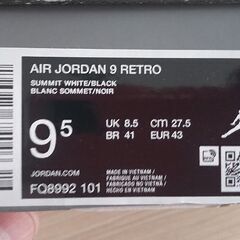 AIR JORDAN 9 RETRO
SUMMIT WHITE/BLACK
BLANC SOMMET/NOIR
9.5
UK 8.5 CM 27.5
BR 41 EUR 43
JORDAN.COM
FQ8992 101
MADE IN VIETNAM /
FABRIQUE AU VIETNAM /
FABRICADO NO VIETNÃ
HECHO EN VIETNAM